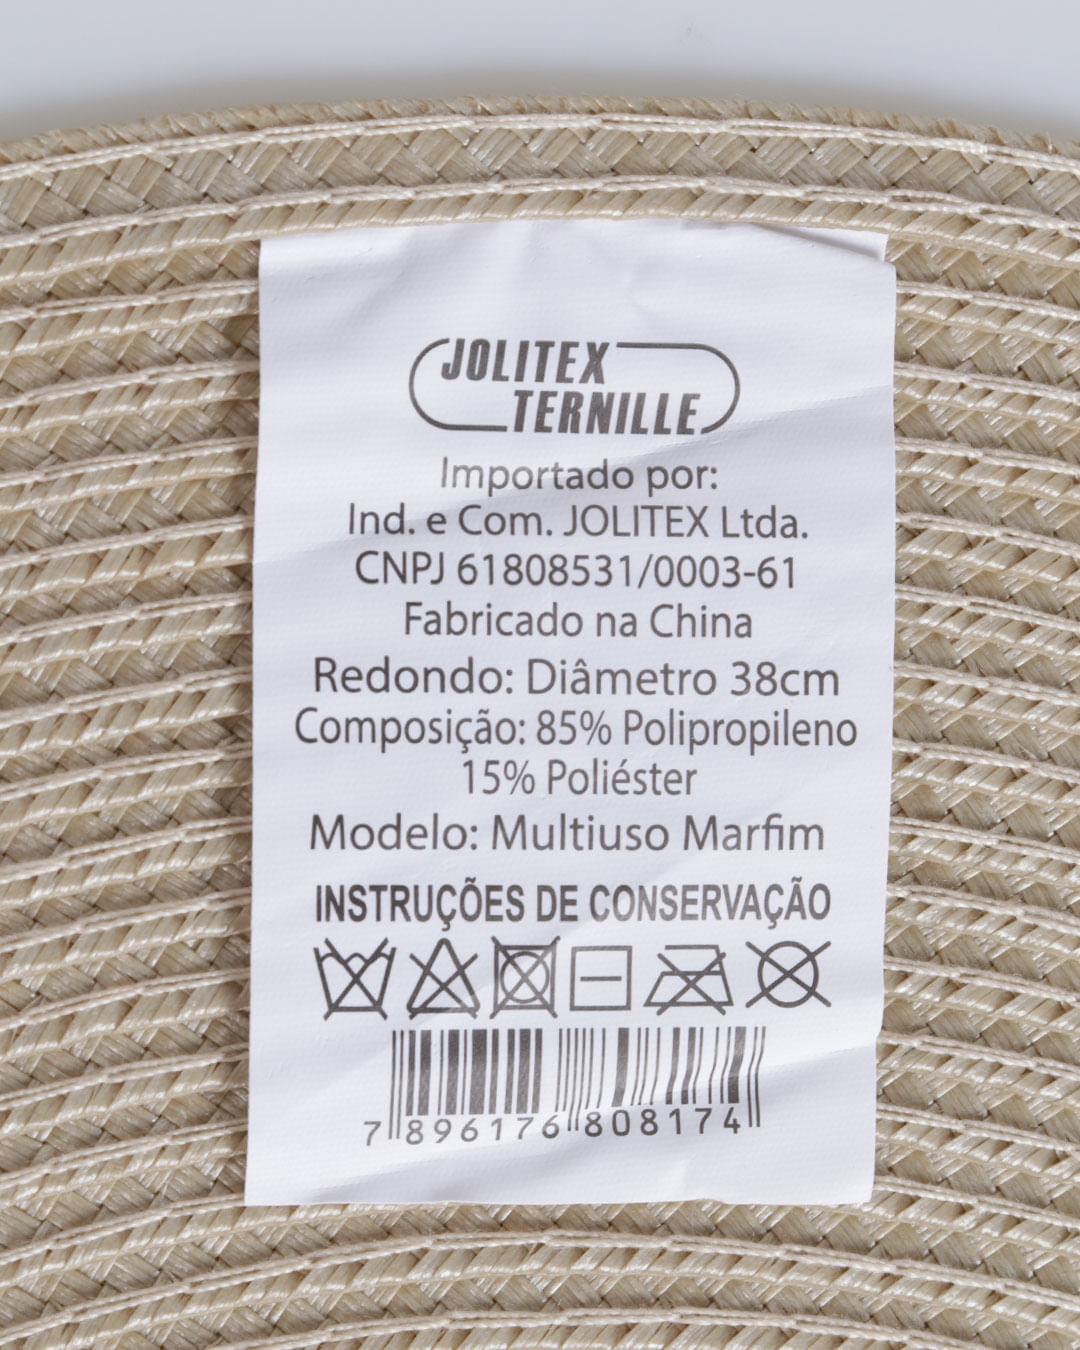 JOLITEX
TERNILLE
Importado por:
Ind. e Com. JOLITEX Ltda.
CNPJ 61808531/0003-61
Fabricado na China
Redondo: Diâmetro 38cm
Composição: 85% Polipropileno
15% Poliéster
Modelo: Multiuso Marfim
INSTRUÇÕES DE CONSERVAÇÃO
7 896176 808174